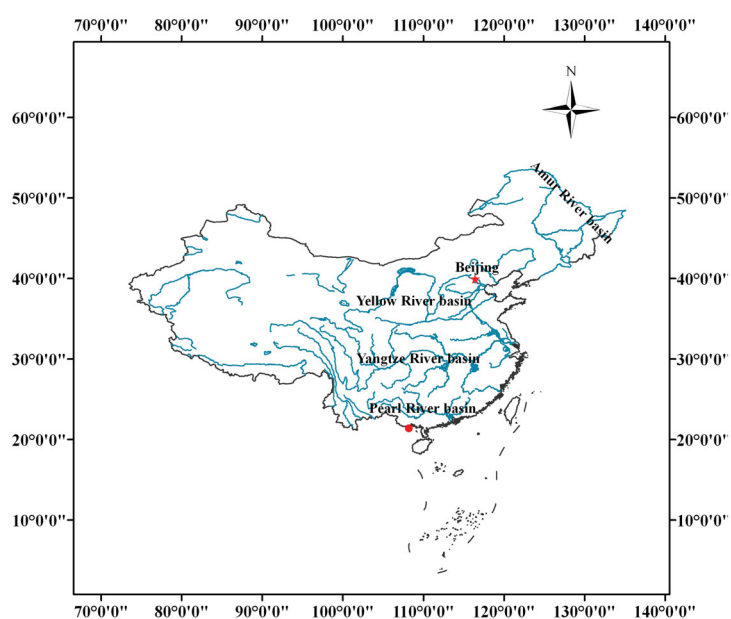 70°0'0" 80°0'0" 90°0'0" 100°0'0" 110°0'0" 120°0'0" 130°0'0" 140°0'0"
N
60°0'0" 60°0'0"
Amur River basin
50°0'0" 50°0'0"
Beijing
40°0'0" 40°0'0"
Yellow River basin
30°0'0" Yangtze River basin 30°0'0"
Pearl River basin
20°0'0" 20°0'0"
10°0'0" 10°0'0"
70°0'0" 80°0'0" 90°0'0" 100°0'0" 110°0'0" 120°0'0" 130°0'0" 140°0'0"